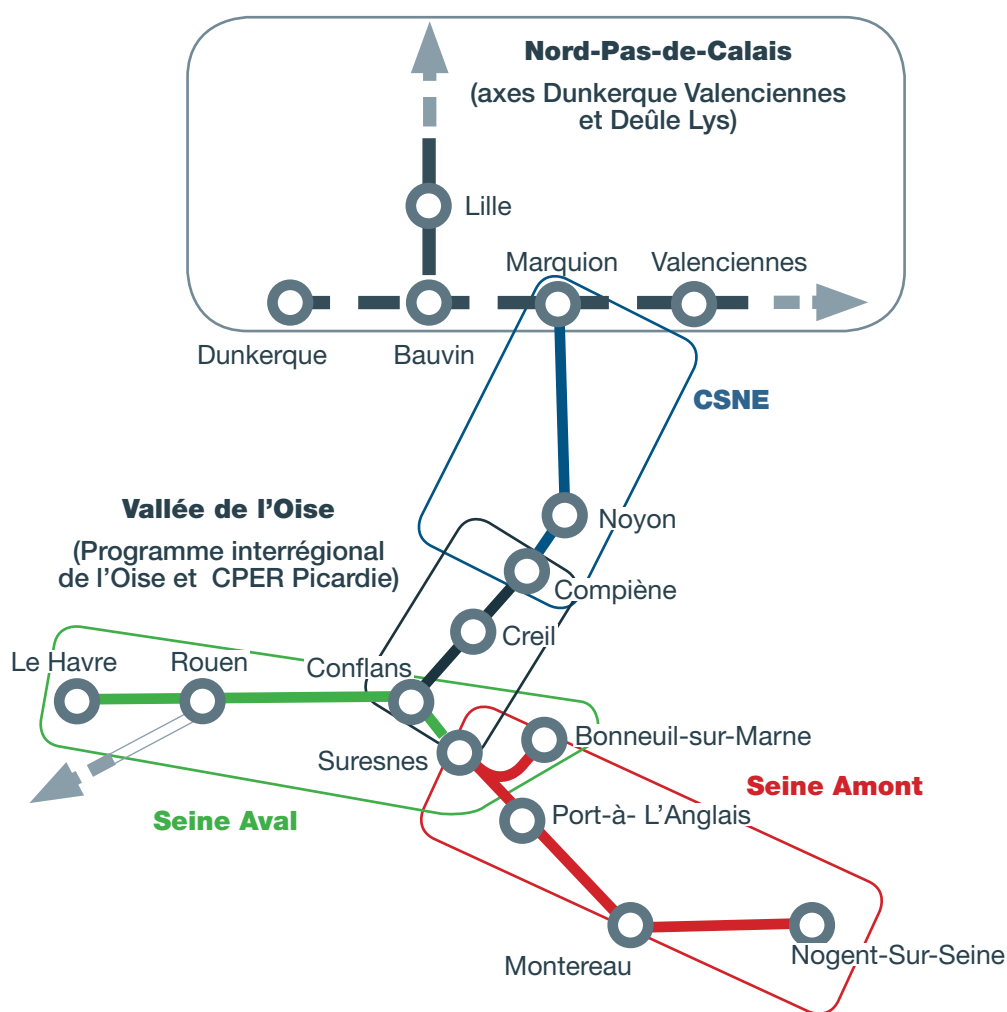 Nord-Pas-de-Calais
(axes Dunkerque Valenciennes
et Deûle Lys)
Lille
Marquion
Valenciennes
Dunkerque
Bauvin
CSNE
Vallée de l'Oise
(Programme interrégional
de l'Oise et CPER Picardie)
Noyon
Compiène
Creil
Le Havre
Rouen
Conflans
Suresnes
Bonneuil-sur-Marne
Seine Amont
Seine Aval
Port-à- L'Anglais
Montereau
Nogent-Sur-Seine